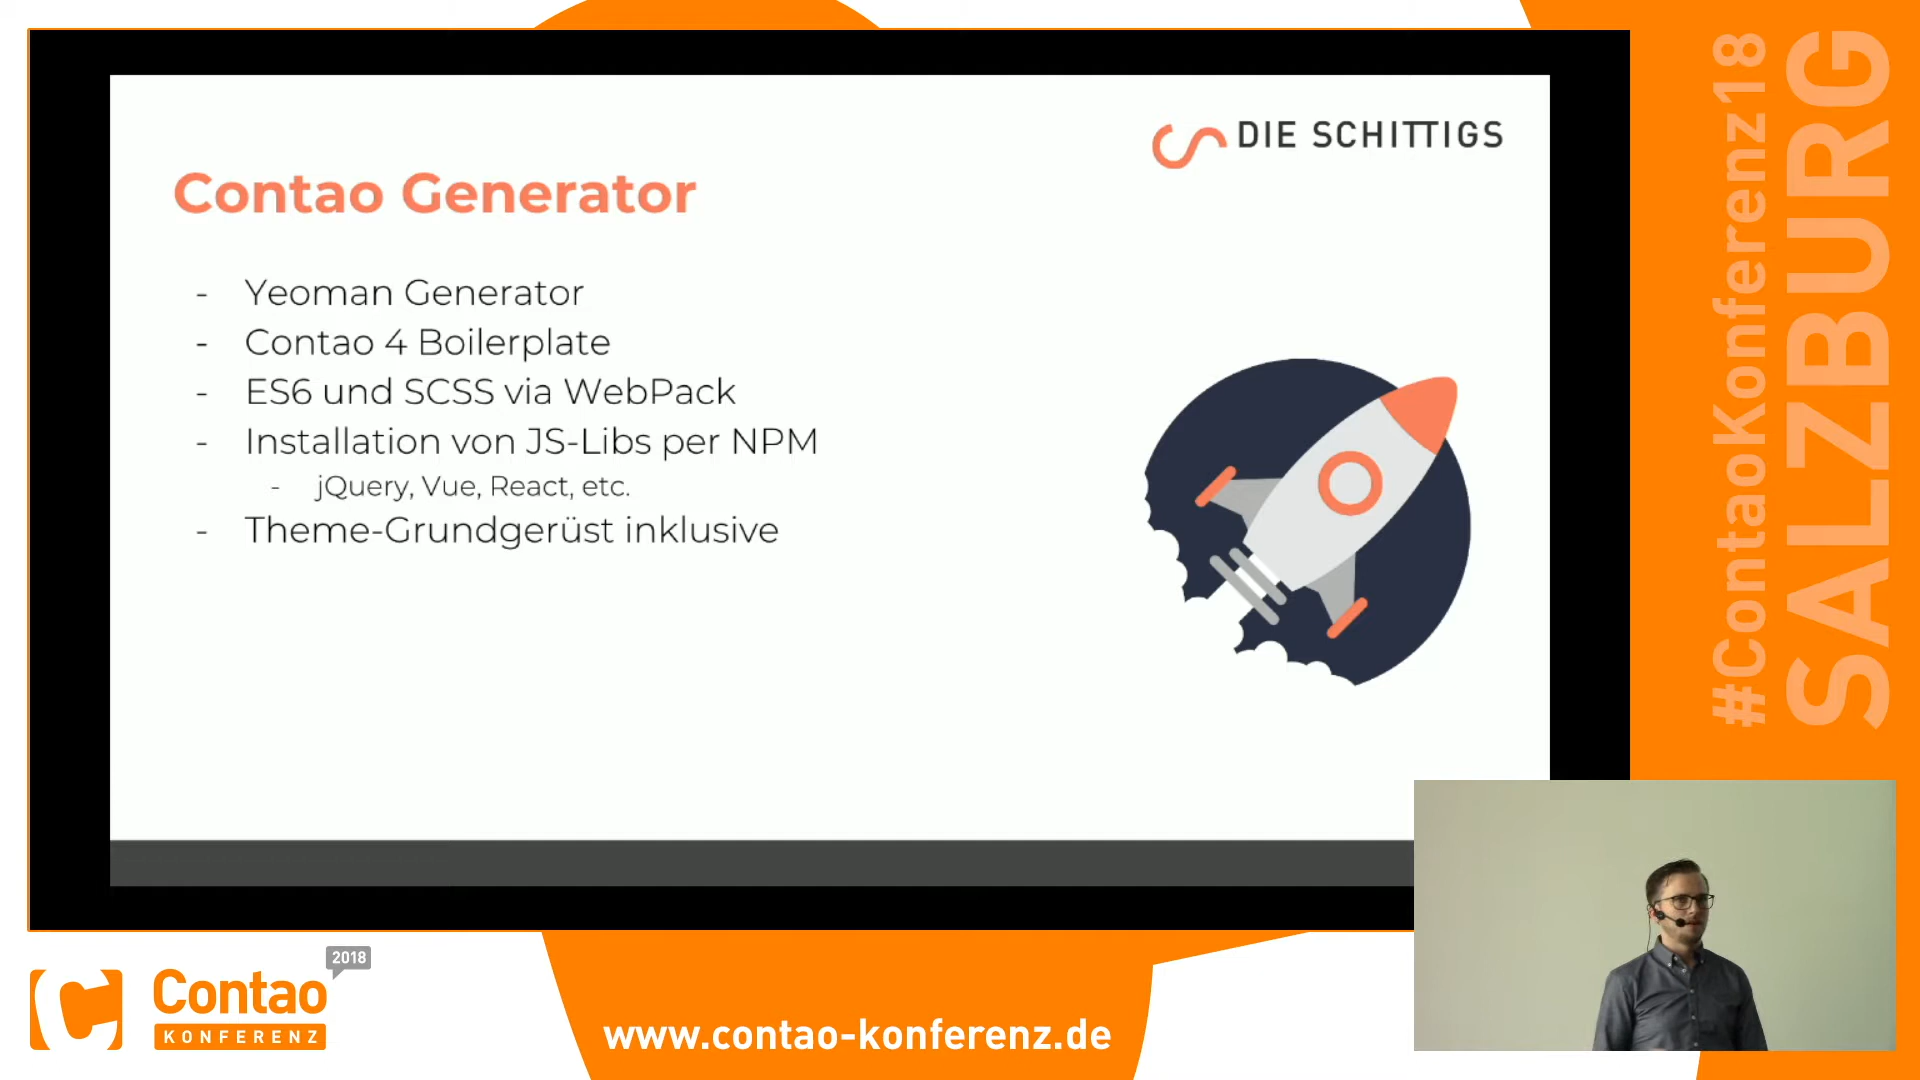 DIE SCHITTIGS
Contao Generator
- Yeoman Generator
- Contao 4 Boilerplate
- ES6 und SCSS via WebPack
- Installation von JS-Libs per NPM
- jQuery, Vue, React, etc.
- Theme-Grundgerüst inklusive
#ContaoKonferenz18
SALZBURG
2018
Contao
KONFERENZ
www.contao-konferenz.de